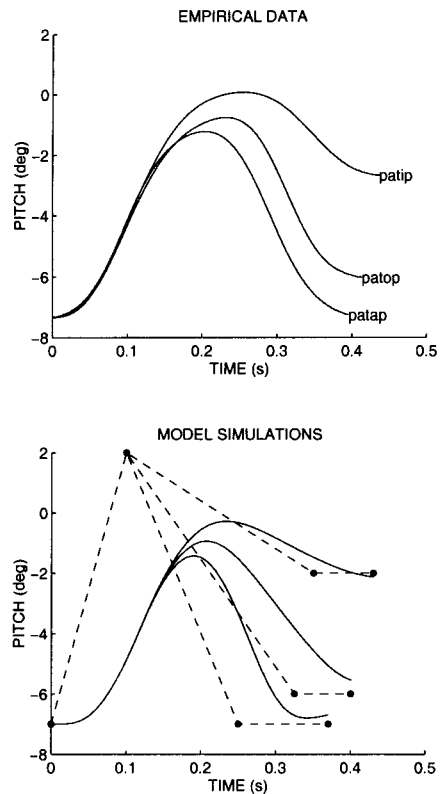 EMPIRICAL DATA
2
0
−2
−4
−6
−8
PITCH (deg)
patip
patop
patap
0
0.1
0.2
0.3
0.4
0.5
TIME (s)
MODEL SIMULATIONS
2
0
−2
−4
−6
−8
PITCH (deg)
0
0.1
0.2
0.3
0.4
0.5
TIME (s)